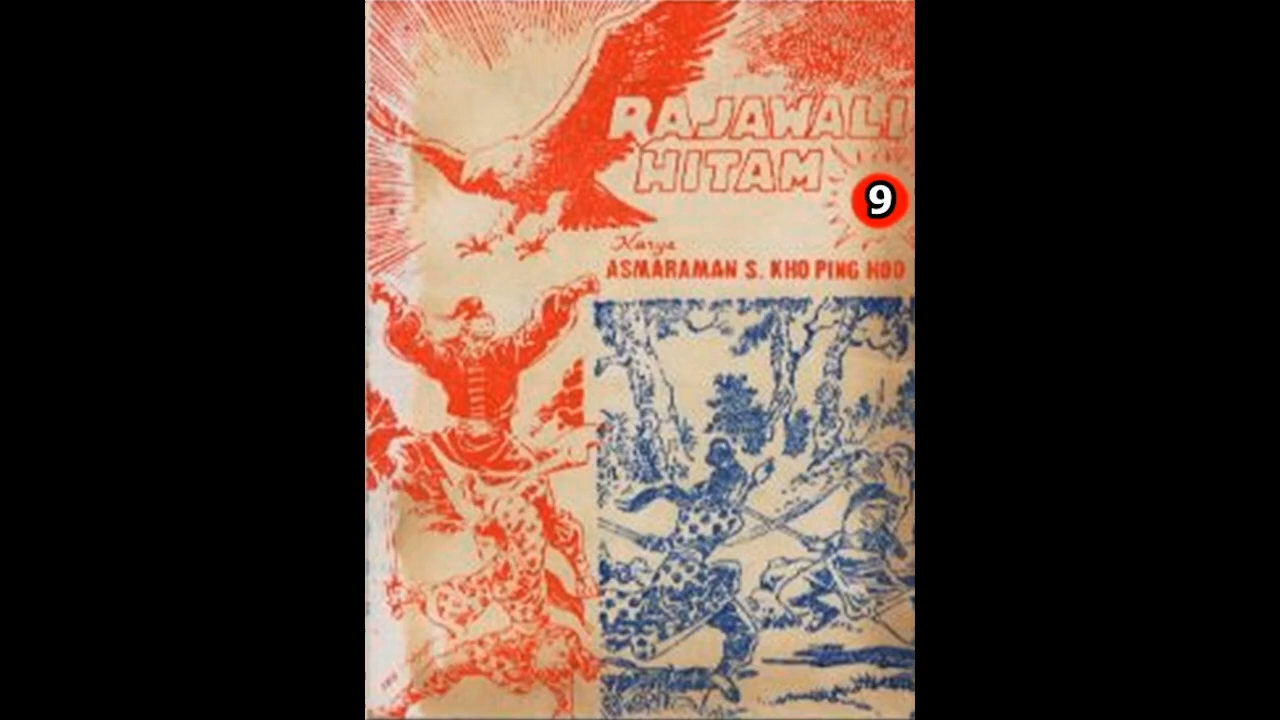 RAJAWALI
HITAM
9
Karya
ASMARAMAN S. KHO PING HOO